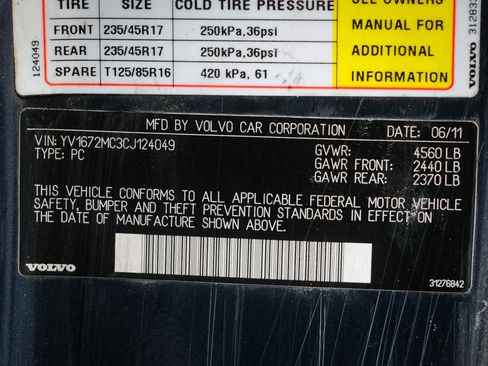 TIRE SIZE COLD TIRE PRESSURE
FRONT 235/45R17 250kPa,36psi
REAR 235/45R17 250kPa,36psi
SPARE T125/85R16 420 kPa, 61
SEE OWNERS
MANUAL FOR
ADDITIONAL
INFORMATION
124049
VOLVO
MFD BY VOLVO CAR CORPORATION DATE: 06/11
VIN: YV1672MC3CJ124049 GVWR: 4560 LB
TYPE: PC GAWR FRONT: 2440 LB
GAWR REAR: 2370 LB
THIS VEHICLE CONFORMS TO ALL APPLICABLE FEDERAL MOTOR VEHICLE
SAFETY, BUMPER AND THEFT PREVENTION STANDARDS IN EFFECT ON
THE DATE OF MANUFACTURE SHOWN ABOVE.
VOLVO 31276842